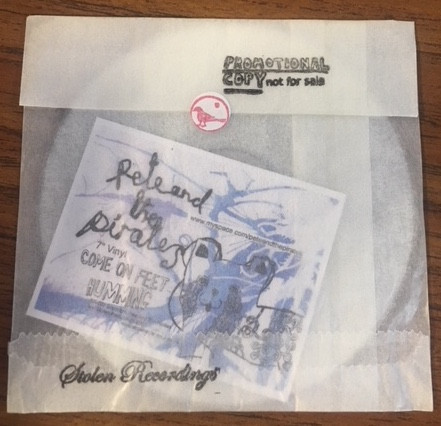 PROMOTIONAL
COPY not for sale
Pete and
the
Pirates
7" Vinyl
COME ON FEET
HUMMING
Stolen Recordings